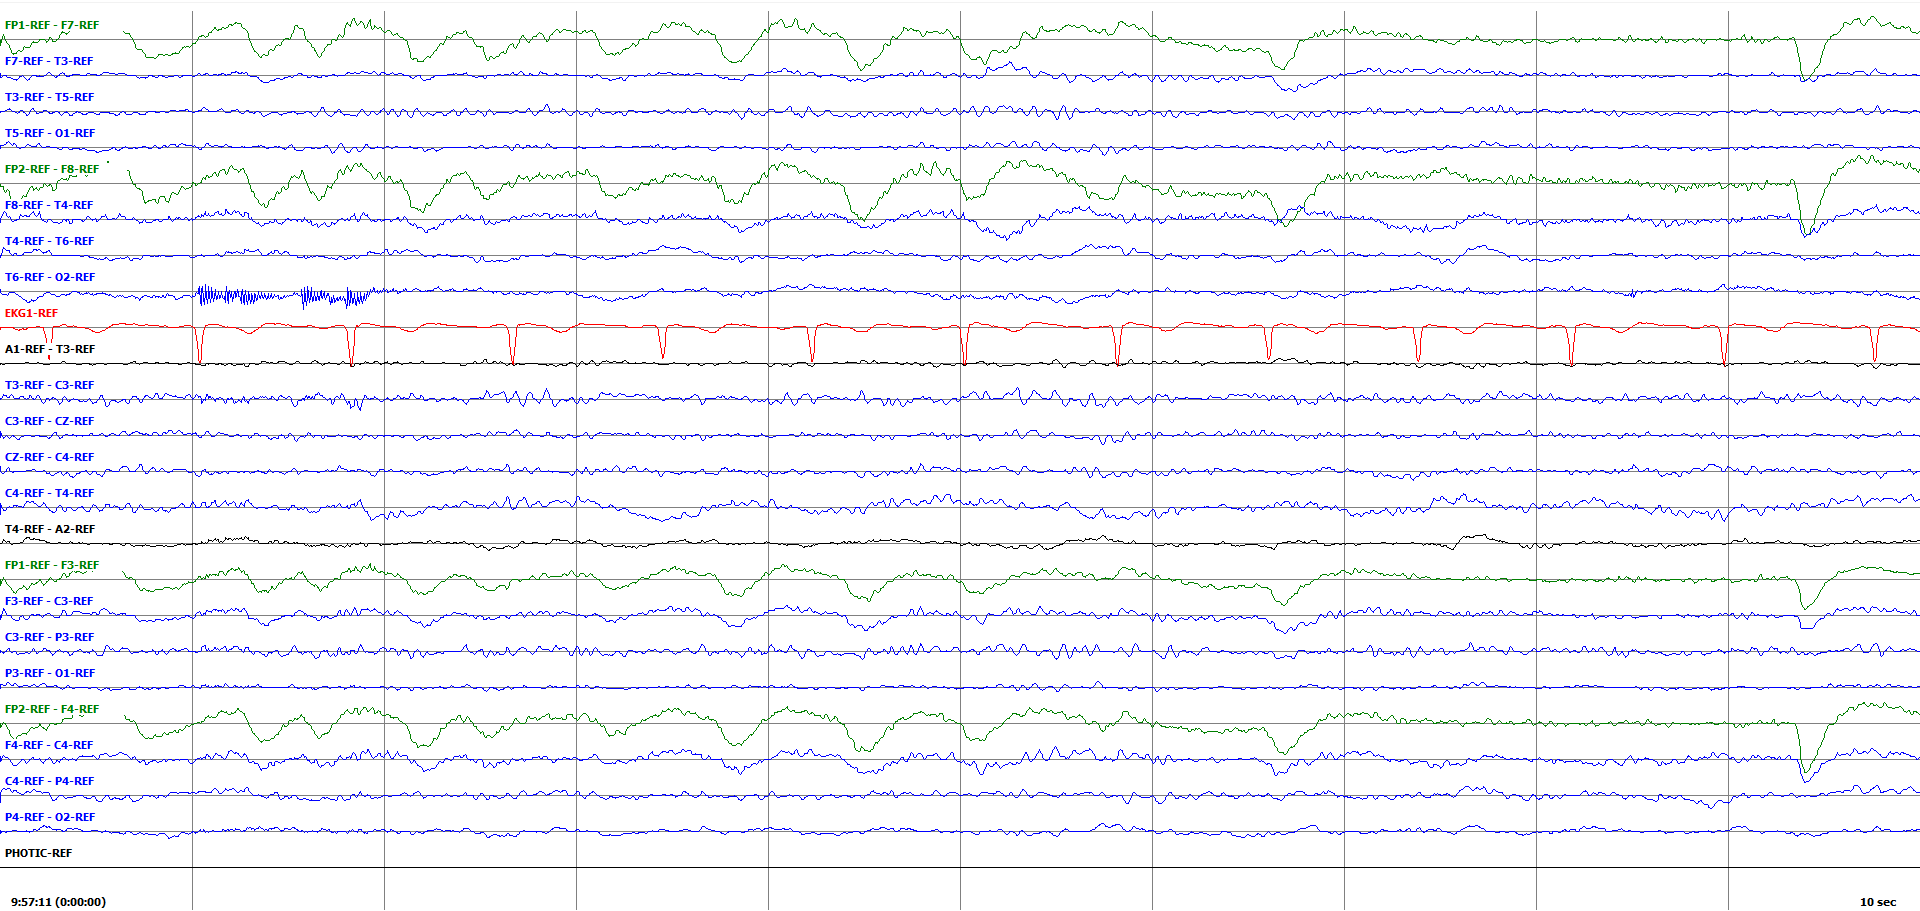 FP1-REF - F7-REF
F7-REF - T3-REF
T3-REF - T5-REF
T5-REF - O1-REF
FP2-REF - F8-REF
F8-REF - T4-REF
T4-REF - T6-REF
T6-REF - O2-REF
EKG1-REF
A1-REF - T3-REF
T3-REF - C3-REF
C3-REF - CZ-REF
CZ-REF - C4-REF
C4-REF - T4-REF
T4-REF - A2-REF
FP1-REF - F3-REF
F3-REF - C3-REF
C3-REF - P3-REF
P3-REF - O1-REF
FP2-REF - F4-REF
F4-REF - C4-REF
C4-REF - P4-REF
P4-REF - O2-REF
PHOTIC-REF
9:57:11 (0:00:00) 10 sec